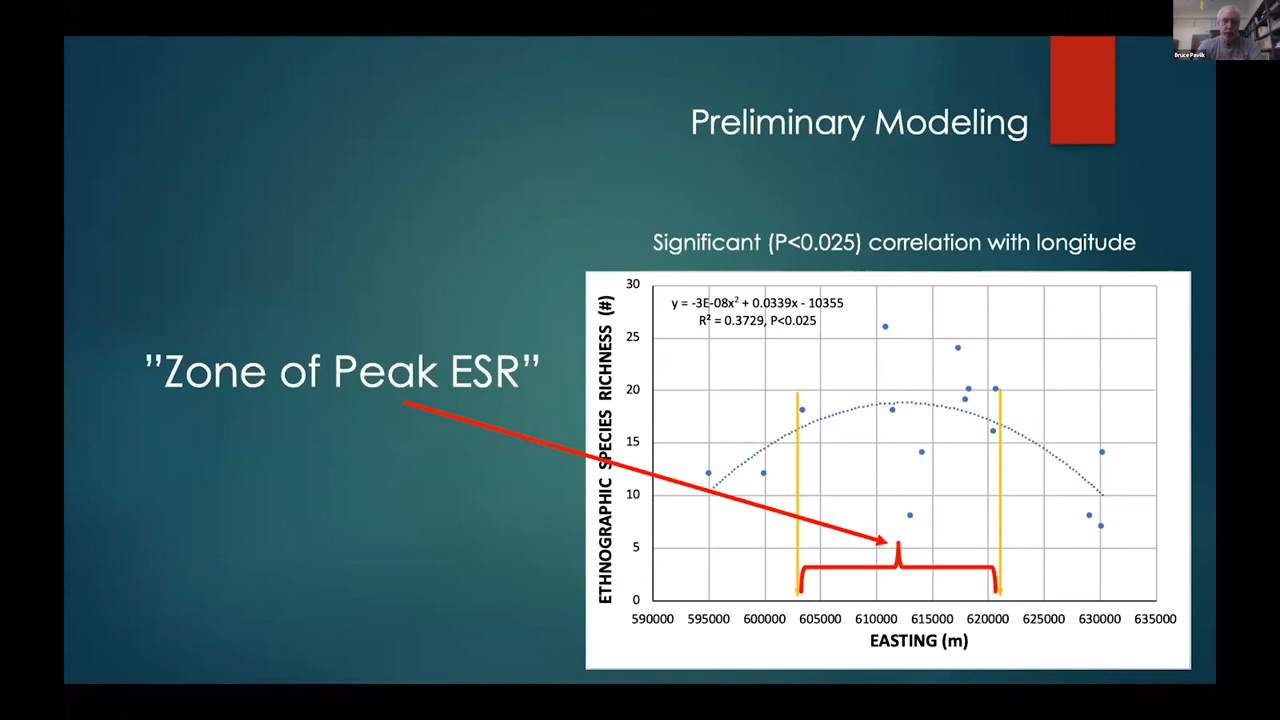 Bruce Pavlik
Preliminary Modeling
Significant (P<0.025) correlation with longitude
”Zone of Peak ESR”
y = -3E-08x² + 0.0339x - 10355
R² = 0.3729, P<0.025
ETHNOGRAPHIC SPECIES RICHNESS (#)
30
25
20
15
10
5
0
590000 595000 600000 605000 610000 615000 620000 625000 630000 635000
EASTING (m)